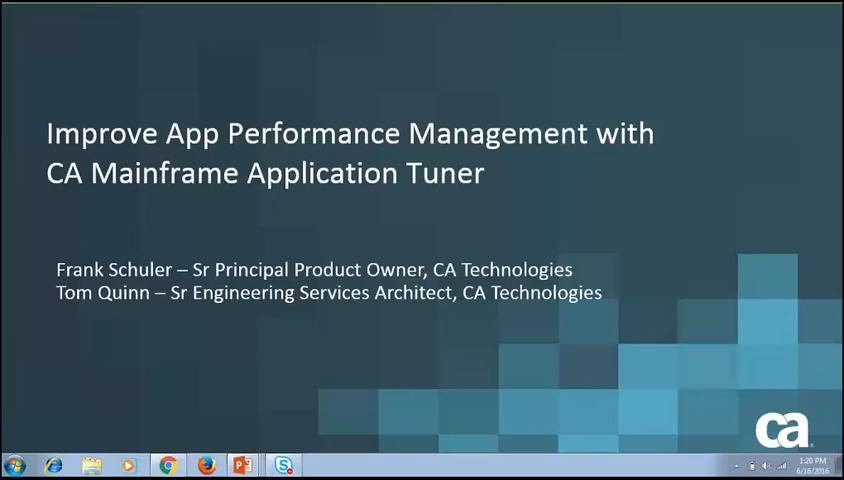 Improve App Performance Management with
CA Mainframe Application Tuner
Frank Schuler – Sr Principal Product Owner, CA Technologies
Tom Quinn – Sr Engineering Services Architect, CA Technologies
ca
1:20 PM
6/16/2016